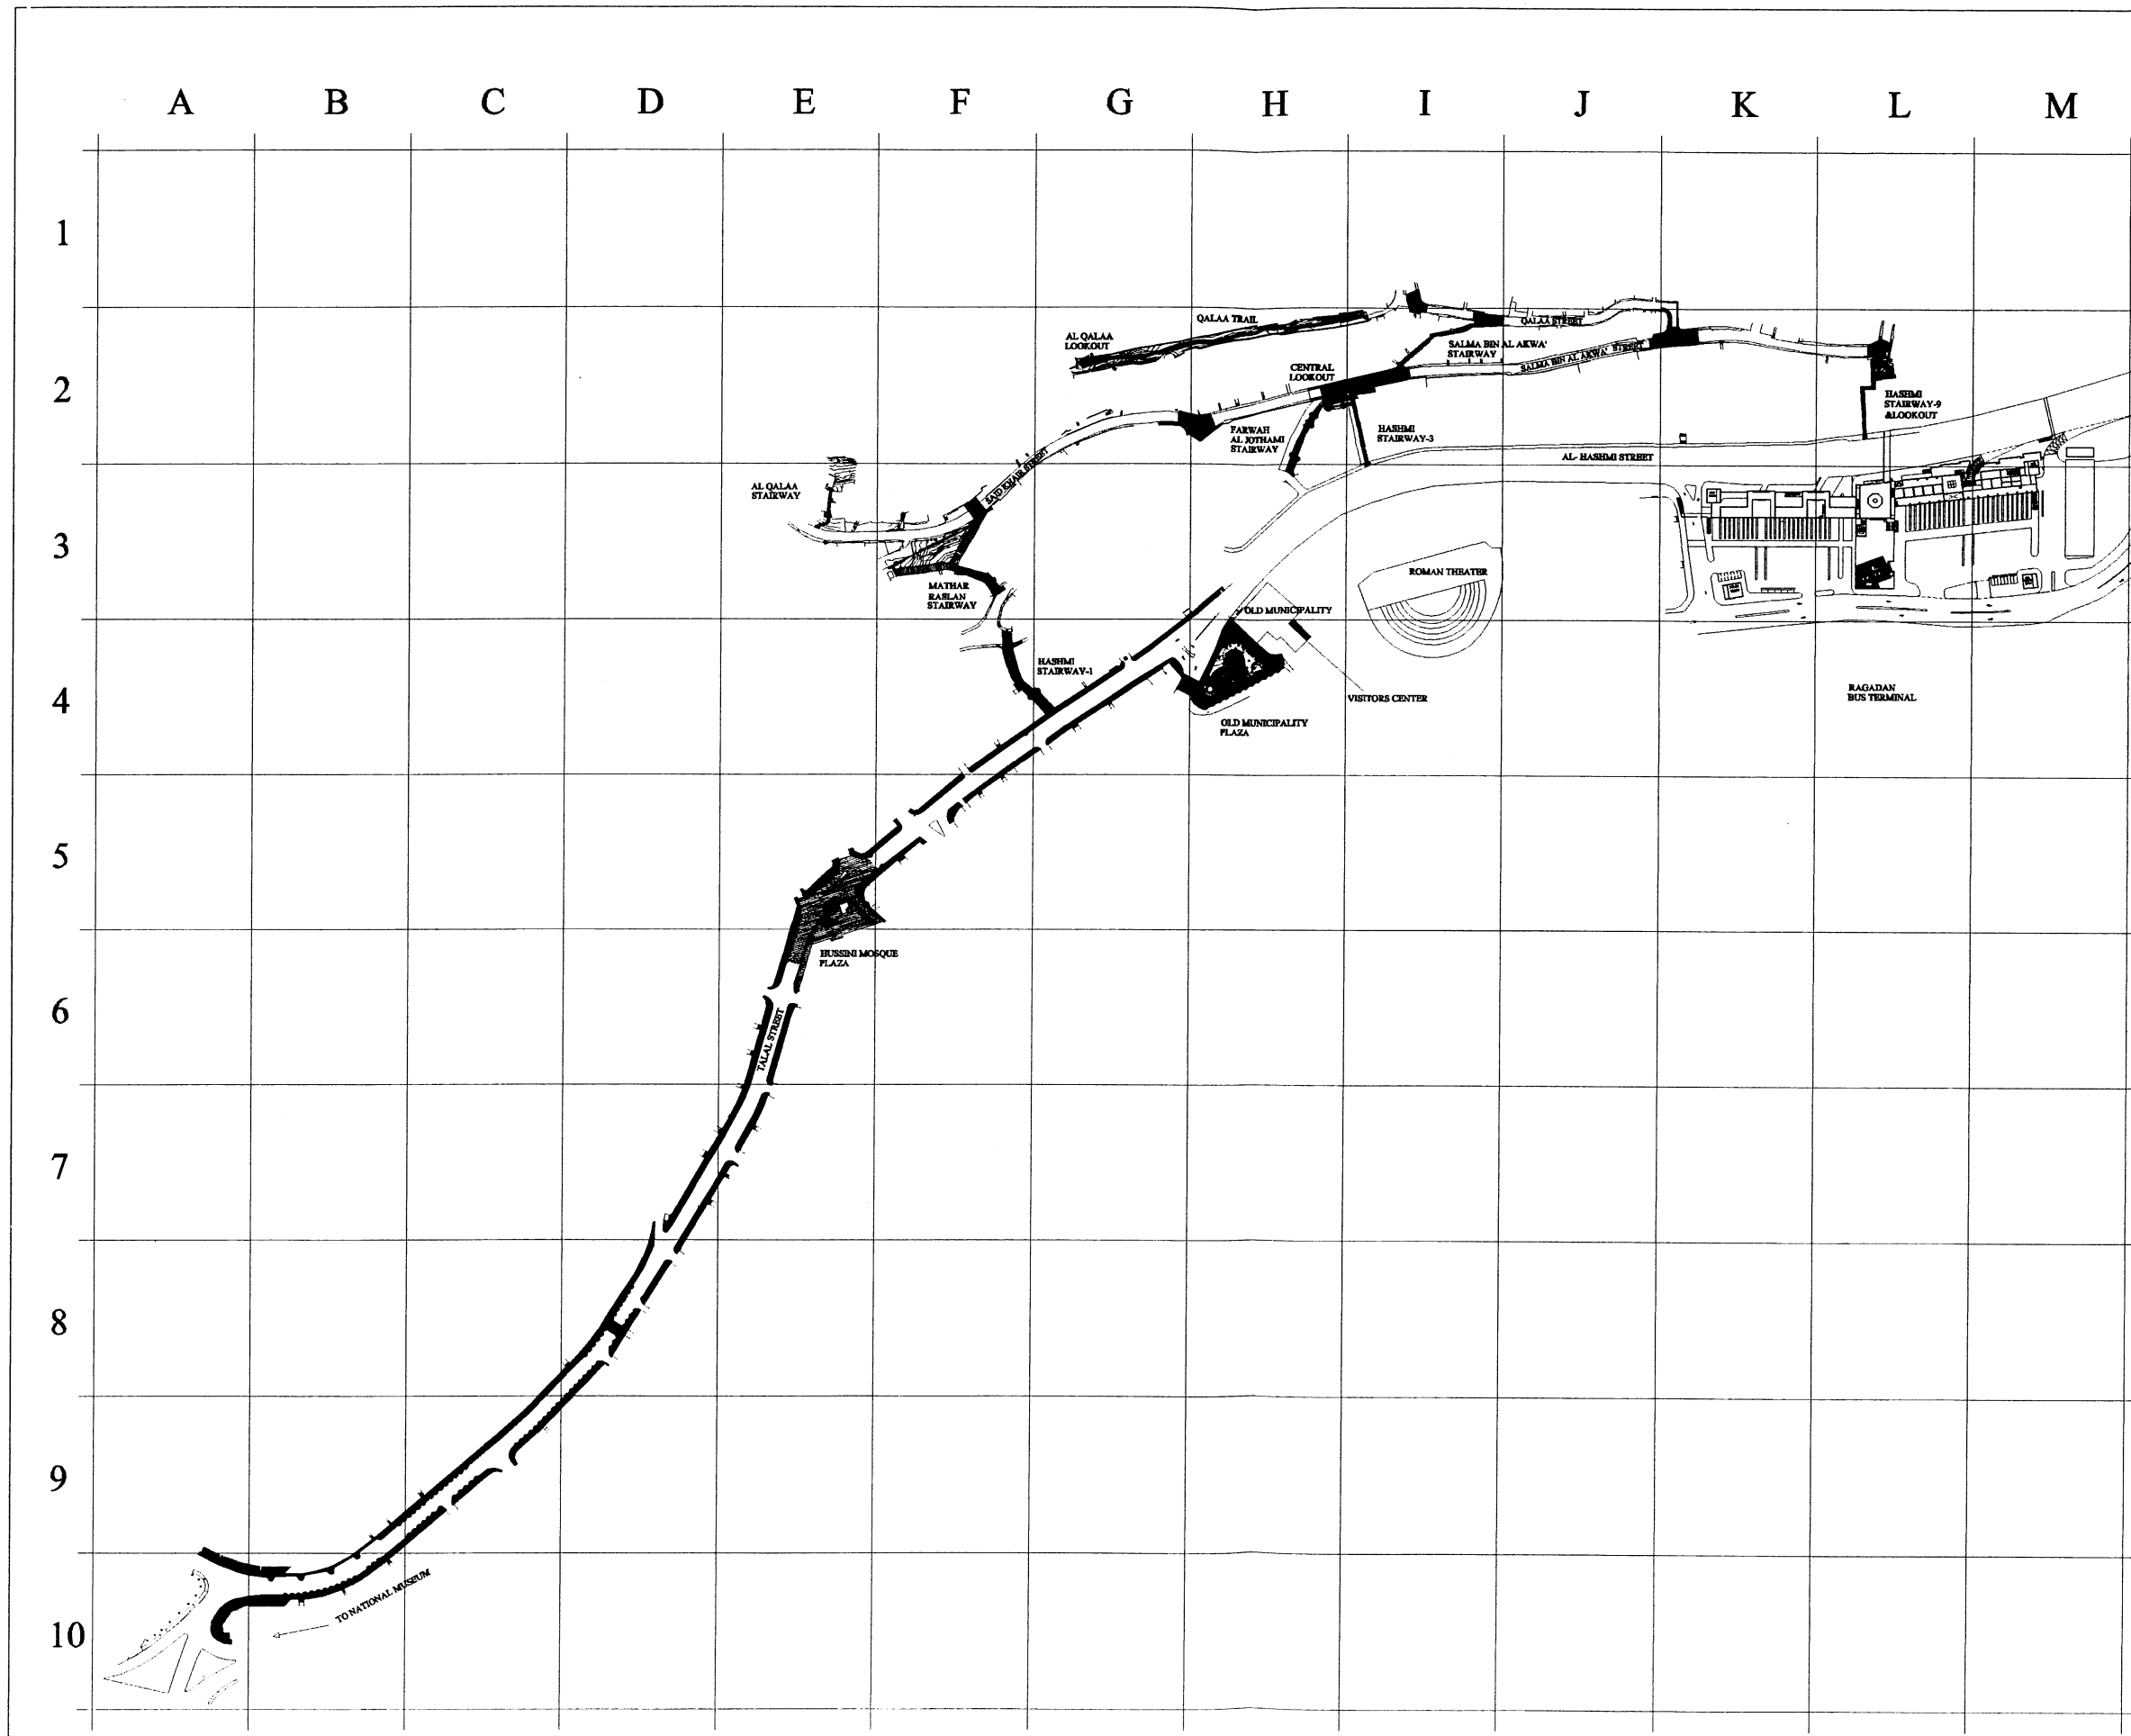 A B C D E F G H I J K L M
1
QALAA TRAIL
QALAA STREET
AL QALAA
LOOKOUT
SALMA BIN AL AKWA'
STAIRWAY
SALMA BIN AL AKWA' STREET
CENTRAL
LOOKOUT
2
HASHMI
STAIRWAY-9
&LOOKOUT
FARWAH
AL JOTHAMI
STAIRWAY
HASHMI
STAIRWAY-3
AL- HASHMI STREET
SAID KHAIR STREET
AL QALAA
STAIRWAY
3
ROMAN THEATER
MATHAR
RASLAN
STAIRWAY
OLD MUNICIPALITY
HASHMI
STAIRWAY-1
4
VISITORS CENTER
RAGADAN
BUS TERMINAL
OLD MUNICIPALITY
PLAZA
5
HUSSINI MOSQUE
PLAZA
6
TALAL STREET
7
8
9
TO NATIONAL MUSEUM
10